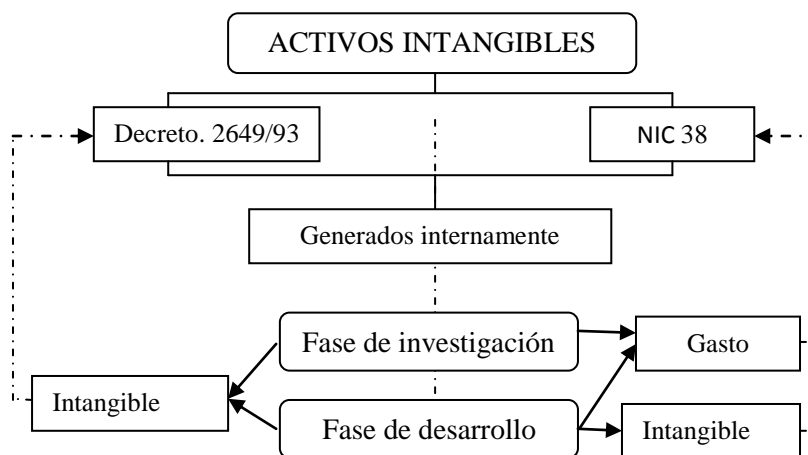 ACTIVOS INTANGIBLES
Decreto. 2649/93
NIC 38
Generados internamente
Fase de investigación
Gasto
Intangible
Fase de desarrollo
Intangible